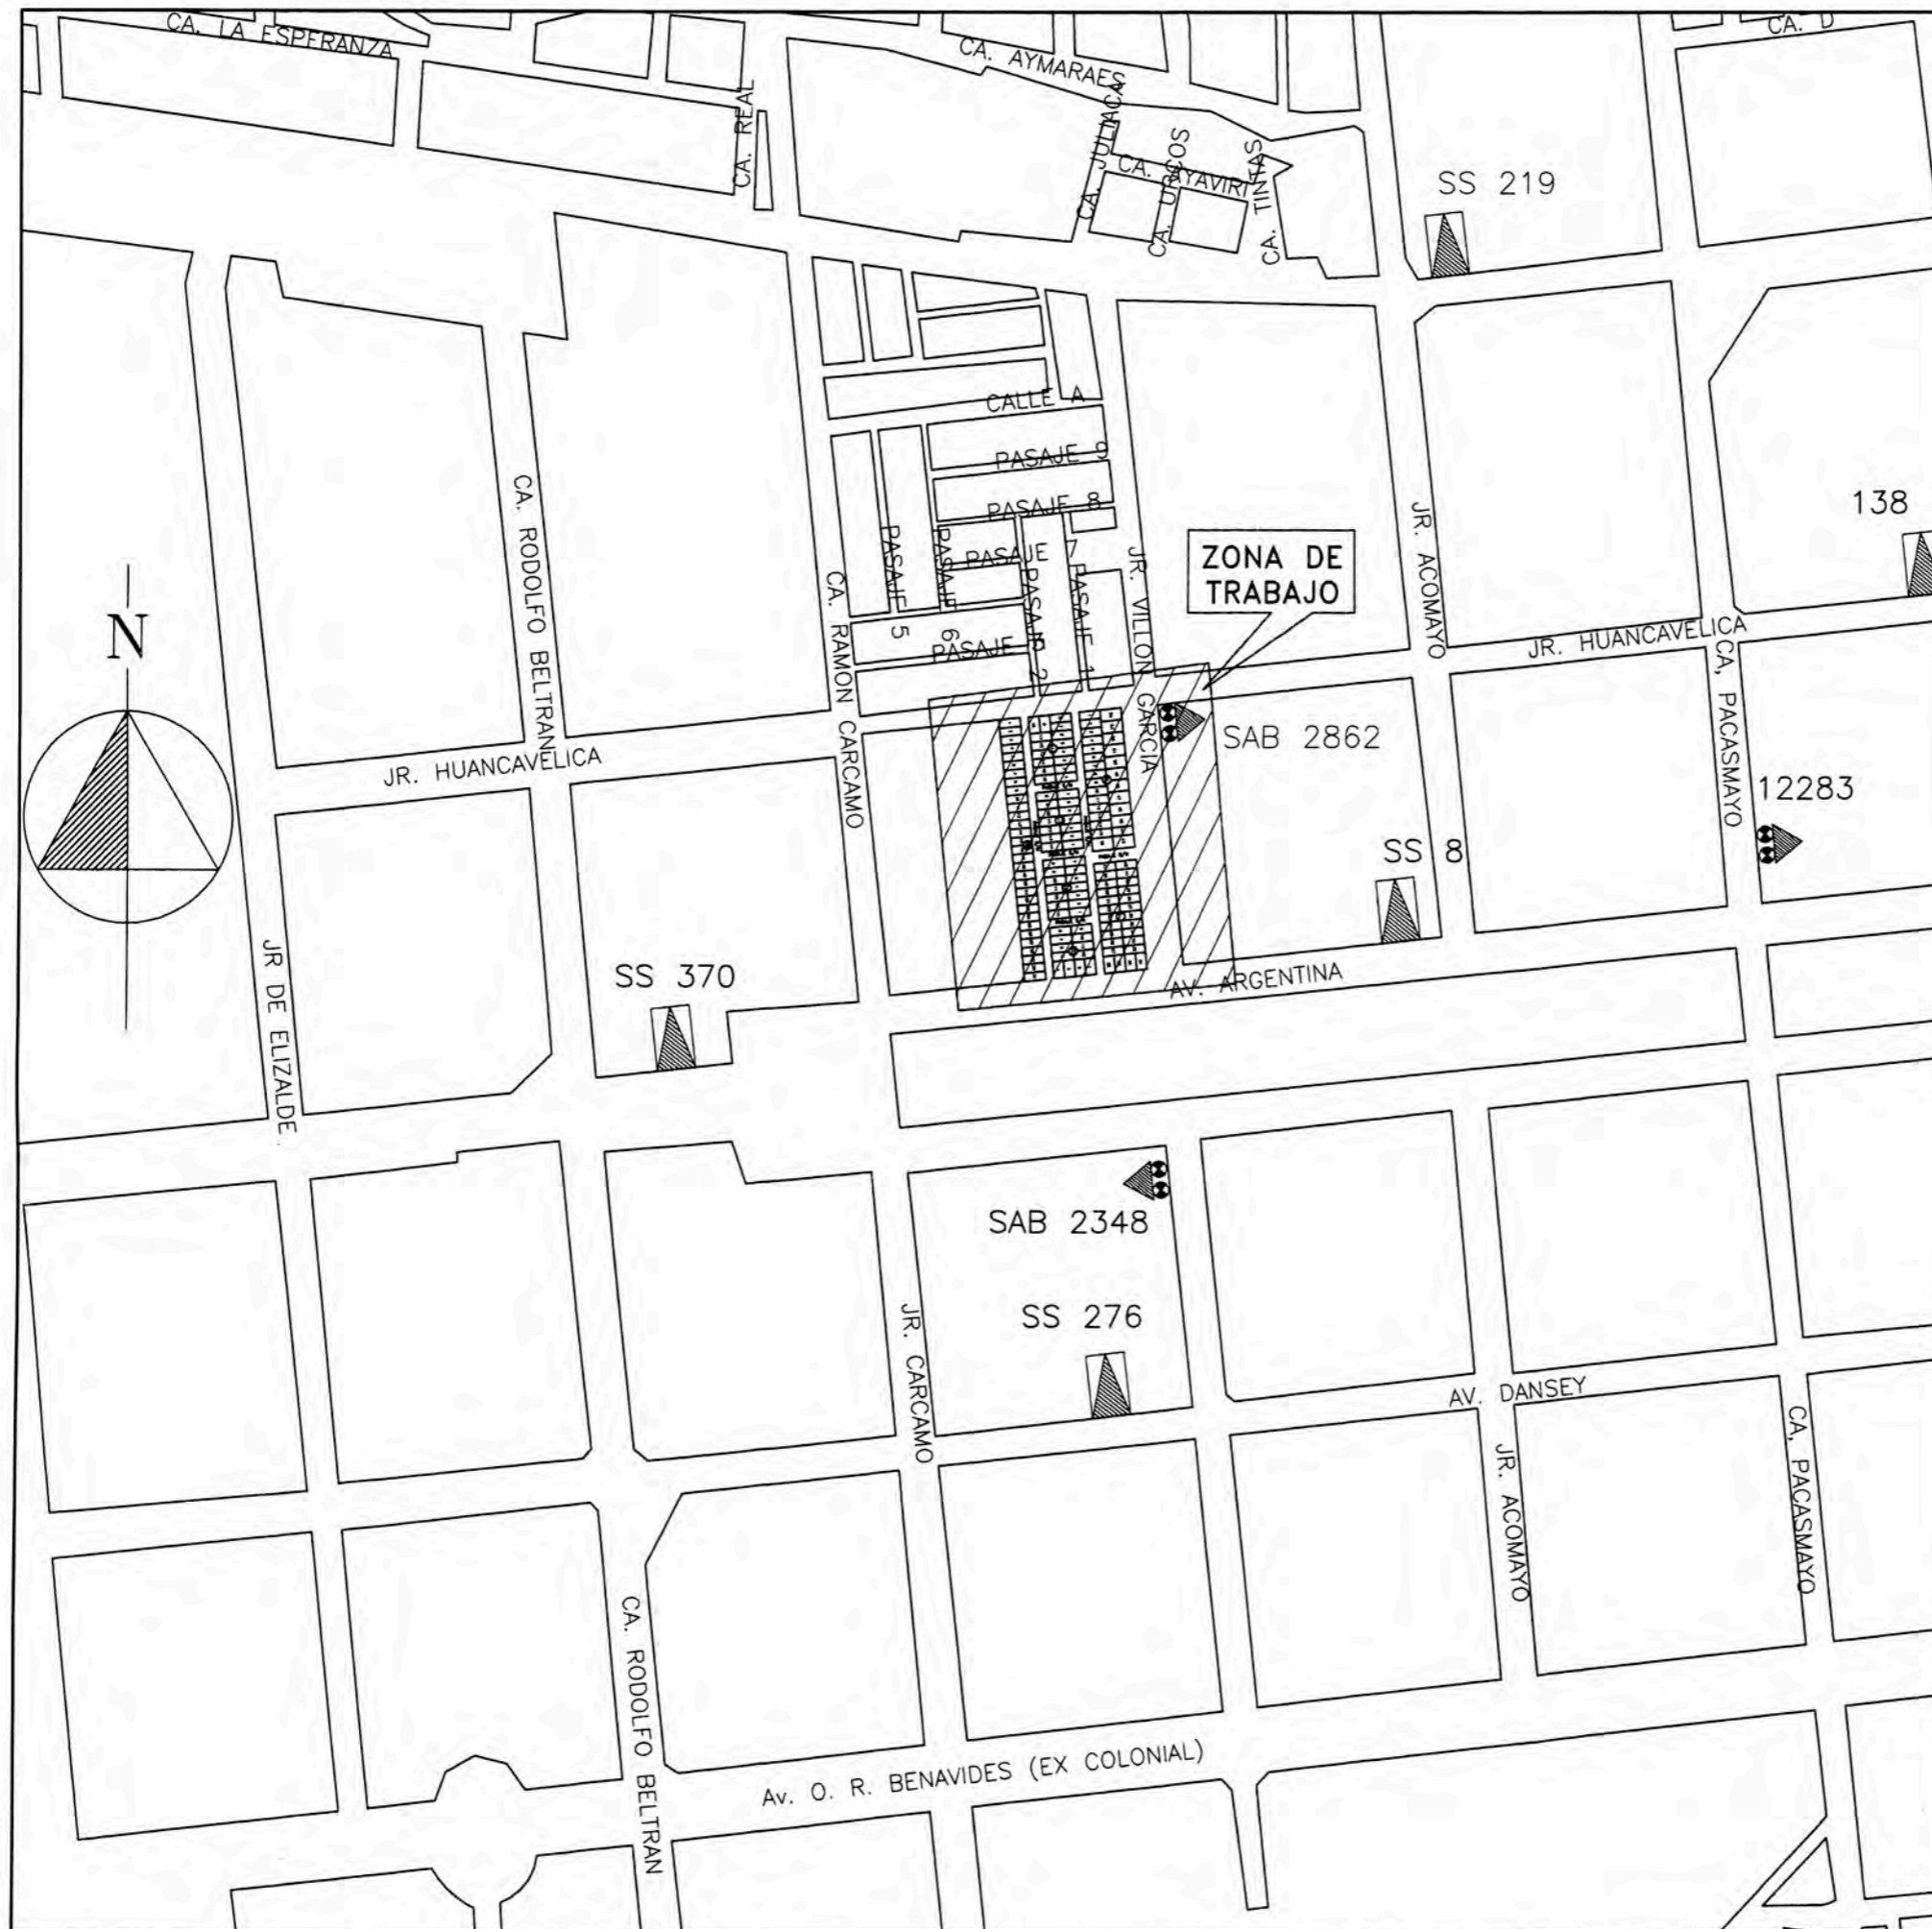 CA. LA ESPERANZA
CA. AYMARAES
CA. D
CA. REAL
CA. JULIACA
CA. URCOS
CA. AYAVIRI
CA. TINTAS
SS 219
CALLE A
PASAJE 9
PASAJE 8
PASAJE 7
PASAJE 5
PASAJE 6
PASAJE 2
PASAJE 1
PASAJE
CA. RODOLFO BELTRAN
CA. RAMON CARCAMO
JR. VILLON GARCIA
ZONA DE
TRABAJO
JR. ACOMAYO
138
N
JR. HUANCAVELICA
CA, PACASMAYO
JR. HUANCAVELICA
SAB 2862
12283
SS 8
SS 370
JR DE ELIZALDE
AV. ARGENTINA
SAB 2348
SS 276
JR. CARCAMO
AV. DANSEY
JR. ACOMAYO
CA, PACASMAYO
CA. RODOLFO BELTRAN
Av. O. R. BENAVIDES (EX COLONIAL)